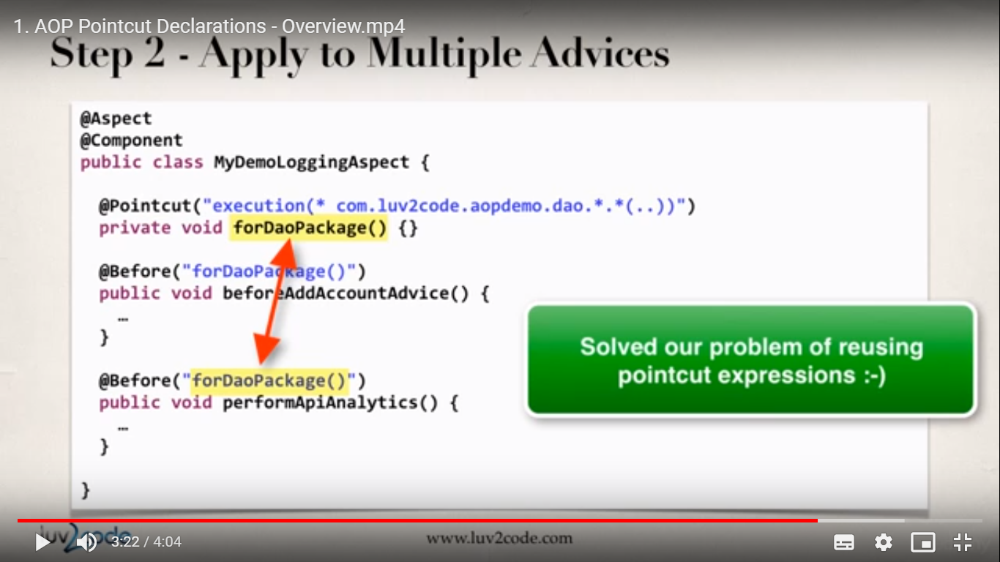 1. AOP Pointcut Declarations - Overview.mp4
Step 2 - Apply to Multiple Advices
@Aspect
@Component
public class MyDemoLoggingAspect {
@Pointcut("execution(* com.luv2code.aopdemo.dao.*.*(..))")
private void forDaoPackage() {}
@Before("forDaoPackage()")
public void beforeAddAccountAdvice() {
…
}
@Before("forDaoPackage()")
public void performApiAnalytics() {
…
}
}
Solved our problem of reusing
pointcut expressions :-)
luv2code
www.luv2code.com
3:22 / 4:04